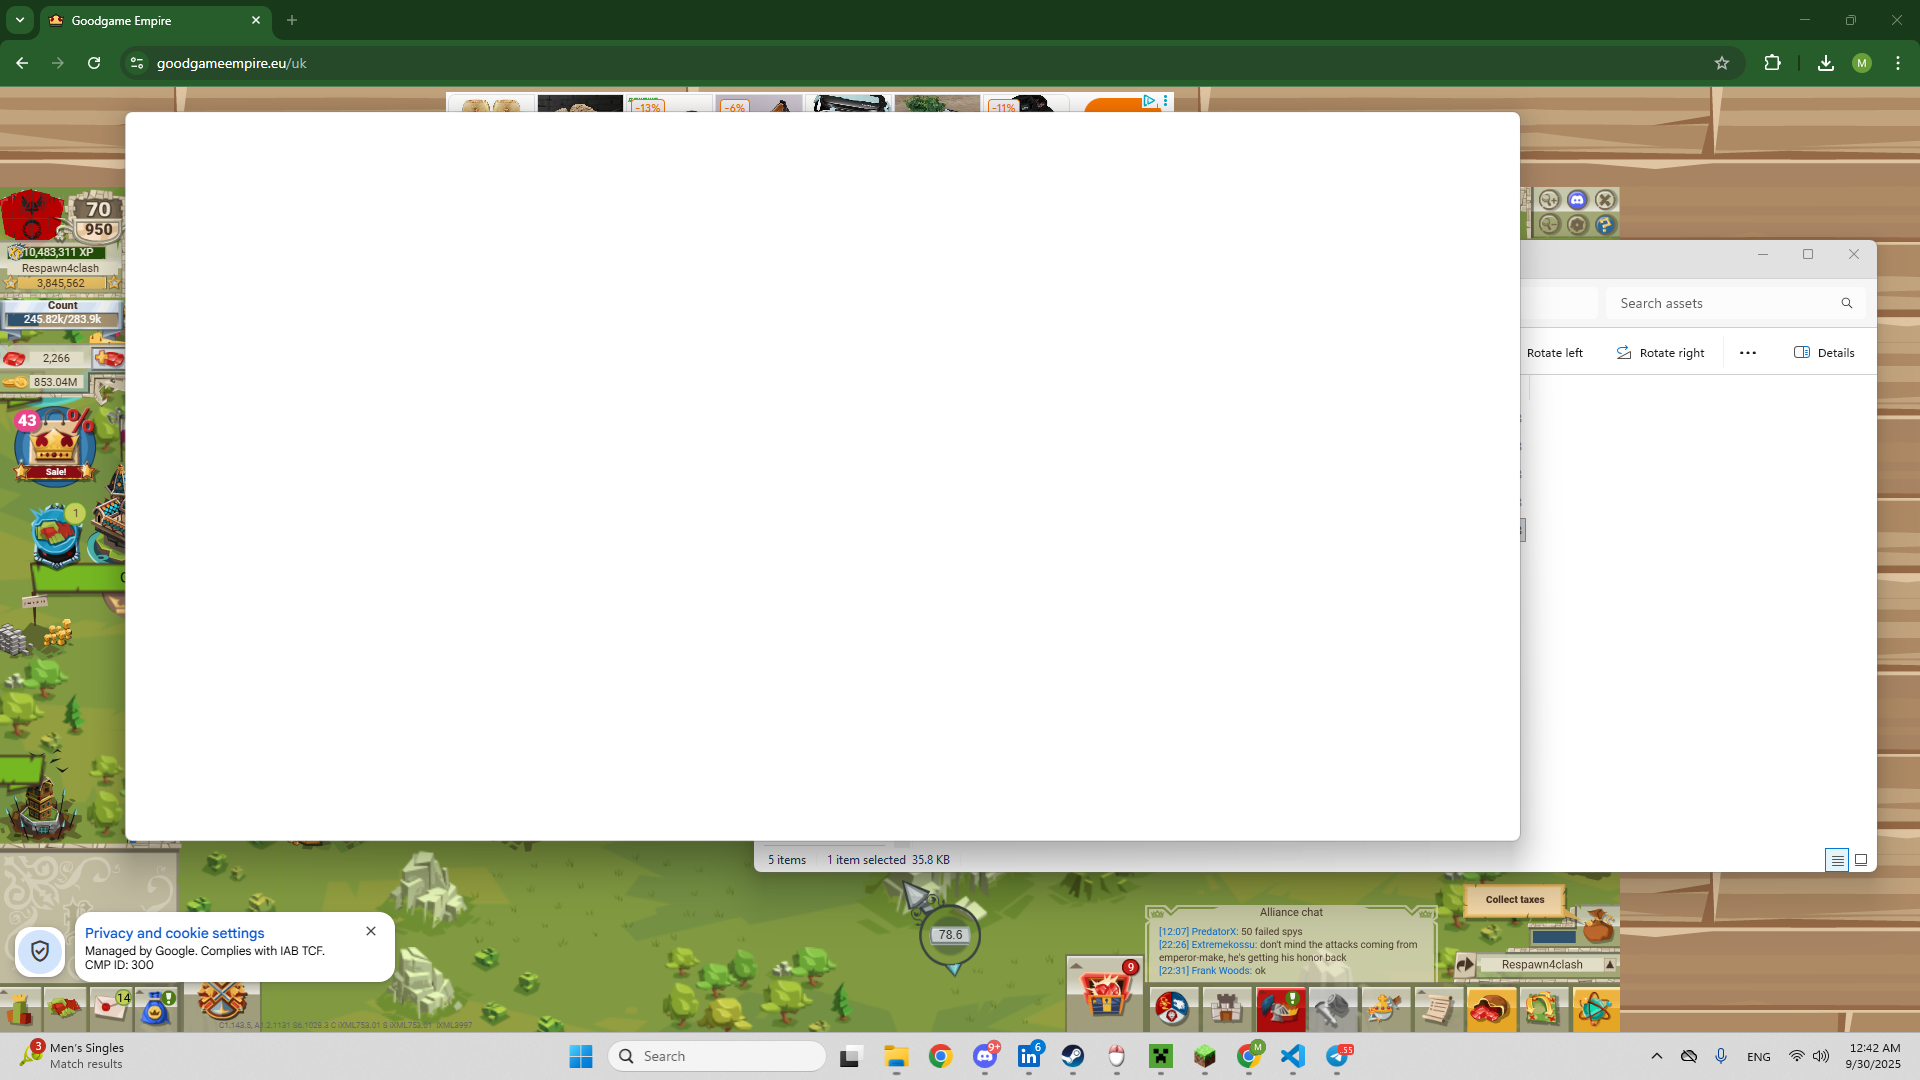 Goodgame Empire
goodgameempire.eu/uk
M
-13%
-6%
-11%
70
950
10,483,311 XP
Respawn4clash
3,845,562
Count
245.82k/283.9k
2,266
853.04M
43
%
Sale!
1
Search assets
Rotate left
Rotate right
Details
5 items
1 item selected 35.8 KB
78.6
Alliance chat
[12:07] PredatorX: 50 failed spys
[22:26] Extremekossu: don't mind the attacks coming from
emperor-make, he's getting his honor back
[22:31] Frank Woods: ok
Collect taxes
Respawn4clash
9
Privacy and cookie settings
Managed by Google. Complies with IAB TCF.
CMP ID: 300
14
3
Men's Singles
Match results
Search
9+
6
M
55
ENG
12:42 AM
9/30/2025